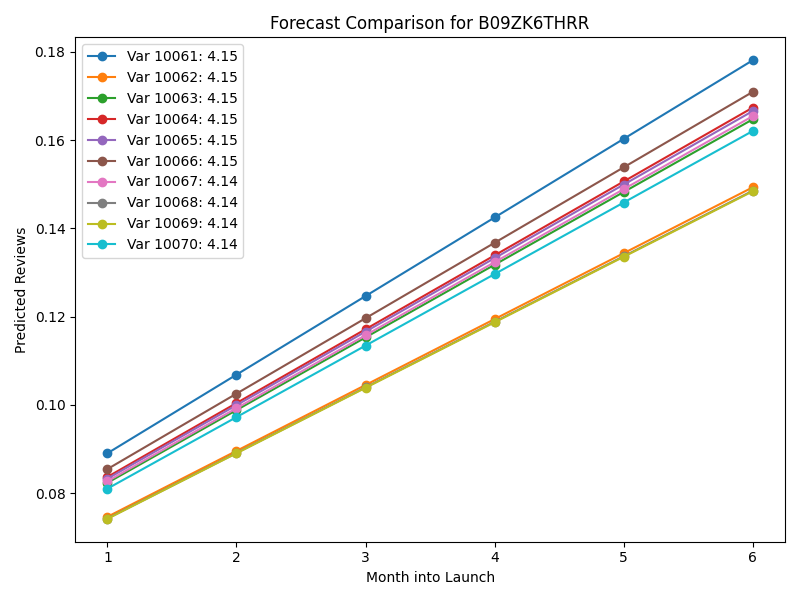 Forecast Comparison for B09ZK6THRR
Var 10061: 4.15
Var 10062: 4.15
Var 10063: 4.15
Var 10064: 4.15
Var 10065: 4.15
Var 10066: 4.15
Var 10067: 4.14
Var 10068: 4.14
Var 10069: 4.14
Var 10070: 4.14
Predicted Reviews
0.18
0.16
0.14
0.12
0.10
0.08
1 2 3 4 5 6
Month into Launch